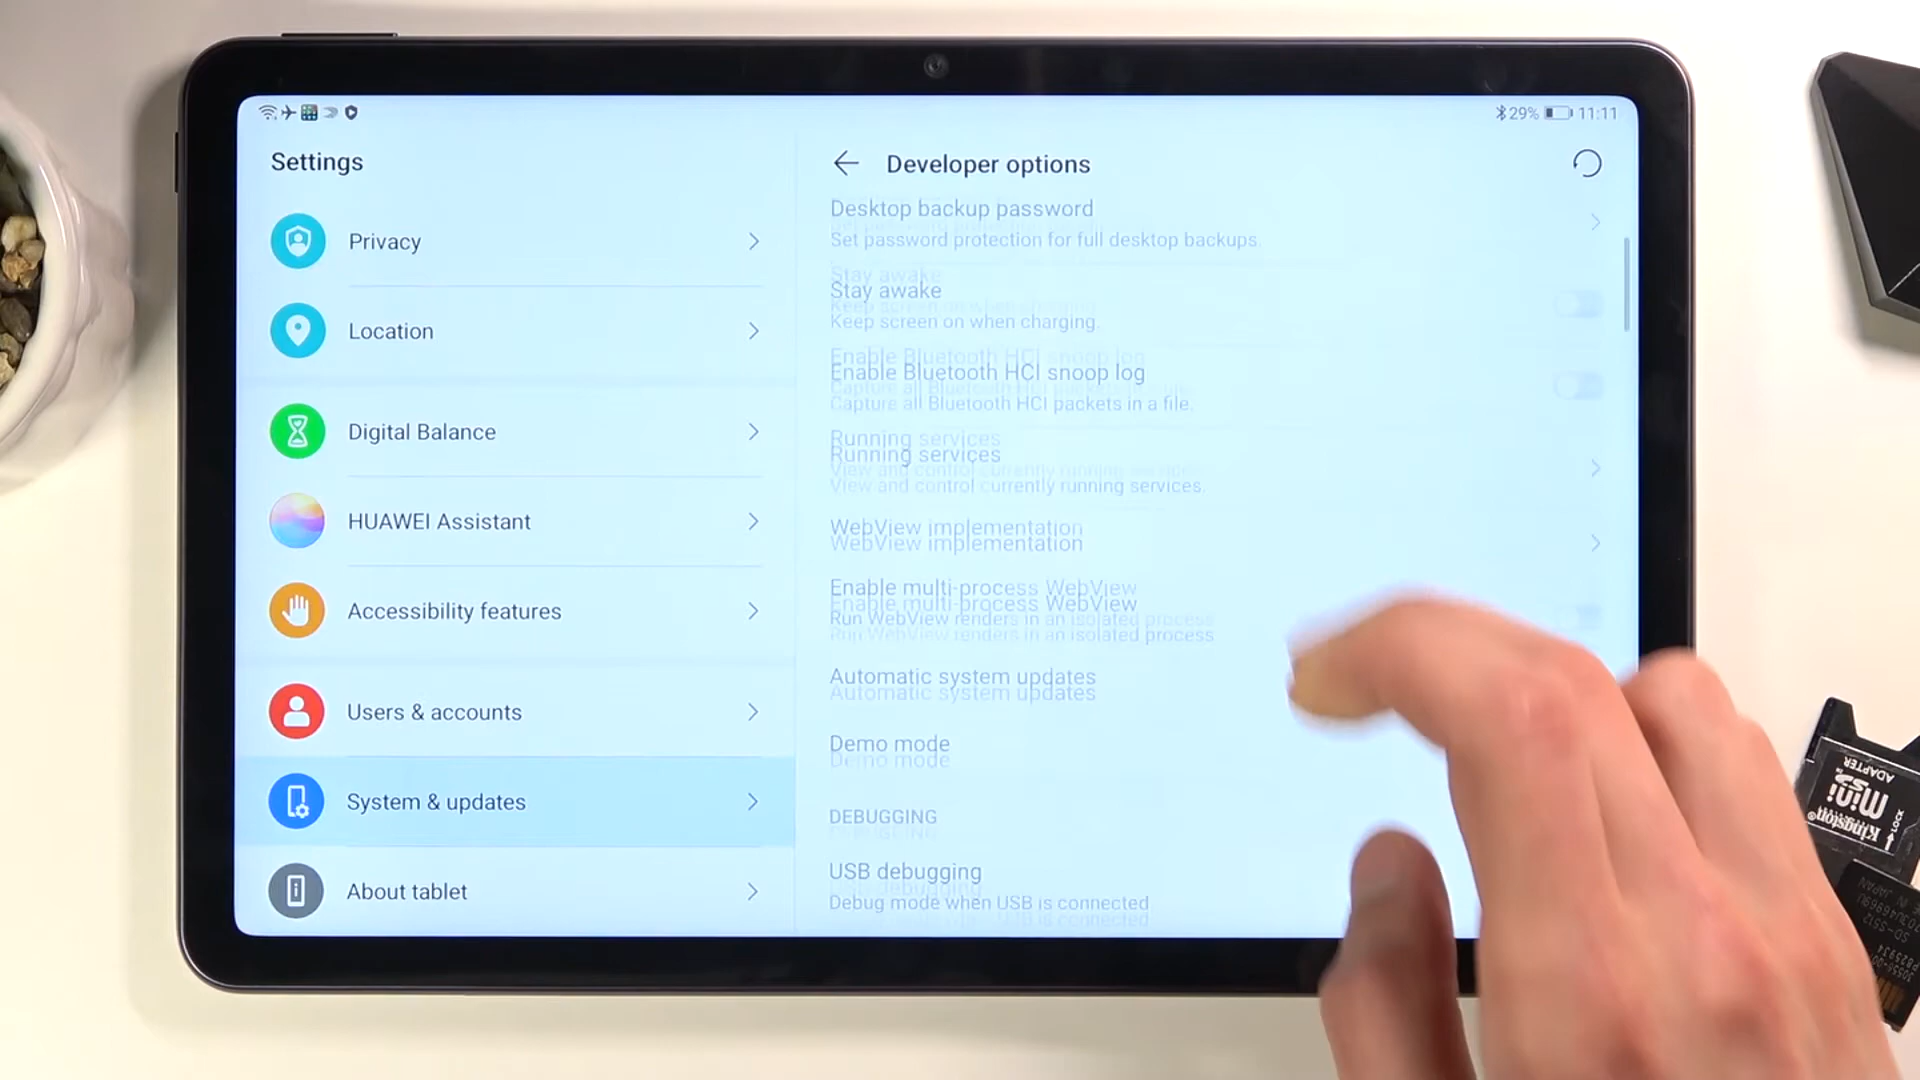 29% 11:11
Settings
Privacy
Location
Digital Balance
HUAWEI Assistant
Accessibility features
Users & accounts
System & updates
About tablet
Developer options
Desktop backup password
Set password protection for full desktop backups.
Stay awake
Keep screen on when charging.
Enable Bluetooth HCI snoop log
Capture all Bluetooth HCI packets in a file.
Running services
View and control currently running services.
WebView implementation
Enable multi-process WebView
Run WebView renders in an isolated process
Automatic system updates
Demo mode
DEBUGGING
USB debugging
Debug mode when USB is connected
ADAPTER
mini
Kingston
LOCK